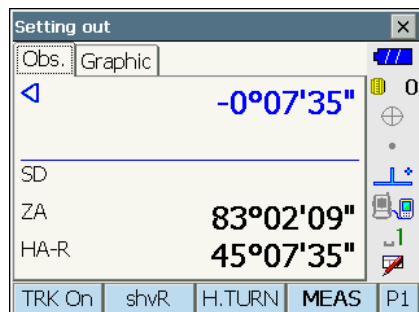 Setting out
Obs. Graphic
-0°07'35"
0
SD
ZA 83°02'09"
HA-R 45°07'35"
1
TRK On shvR H.TURN MEAS P1